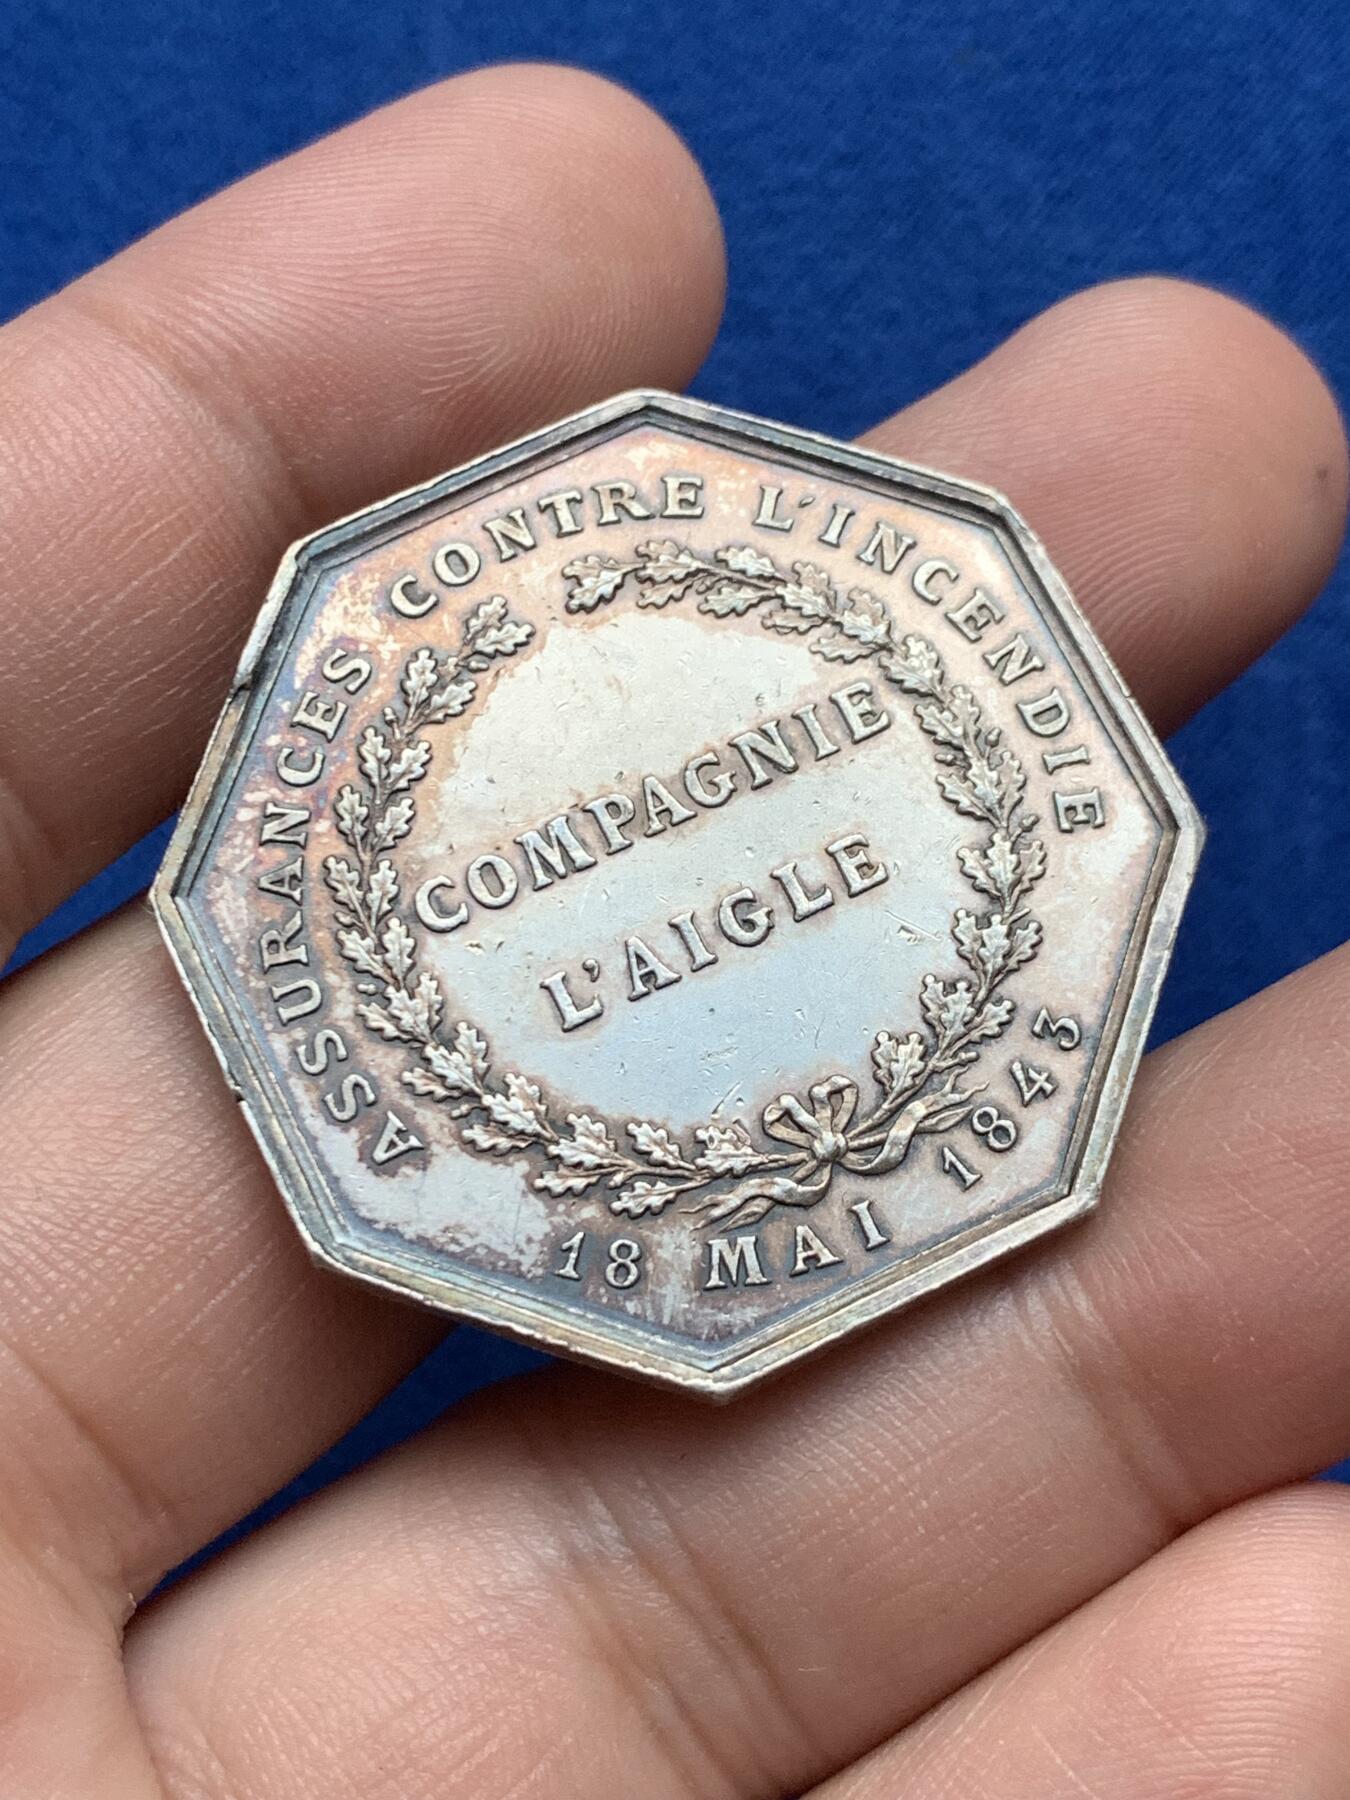 ASSURANCES CONTRE L'INCENDIE
COMPAGNIE
L'AIGLE
18 MAI 1843